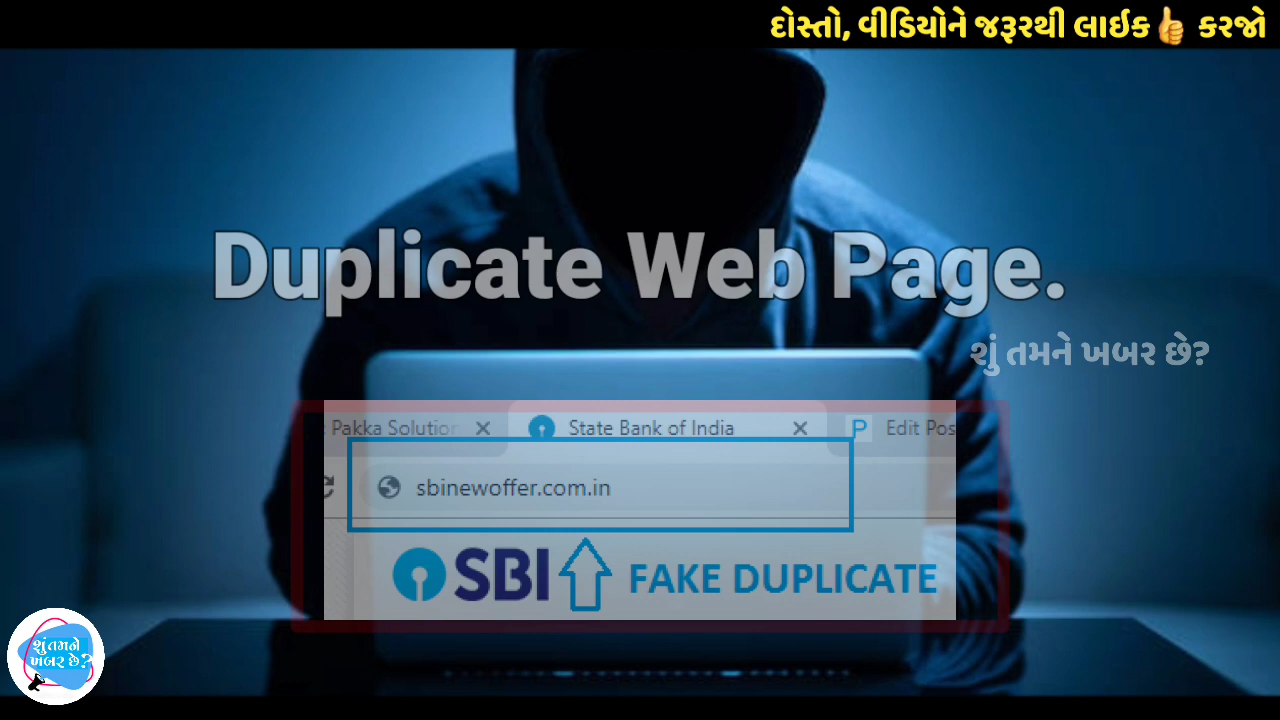 દોસ્તો, વીડિયોને જરૂરથી લાઈક👍 કરજો
Duplicate Web Page.
શું તમને ખબર છે?
Pakka Solution
State Bank of India
Edit Pos
sbinewoffer.com.in
SBI FAKE DUPLICATE
શું તમને
ખબર છે?